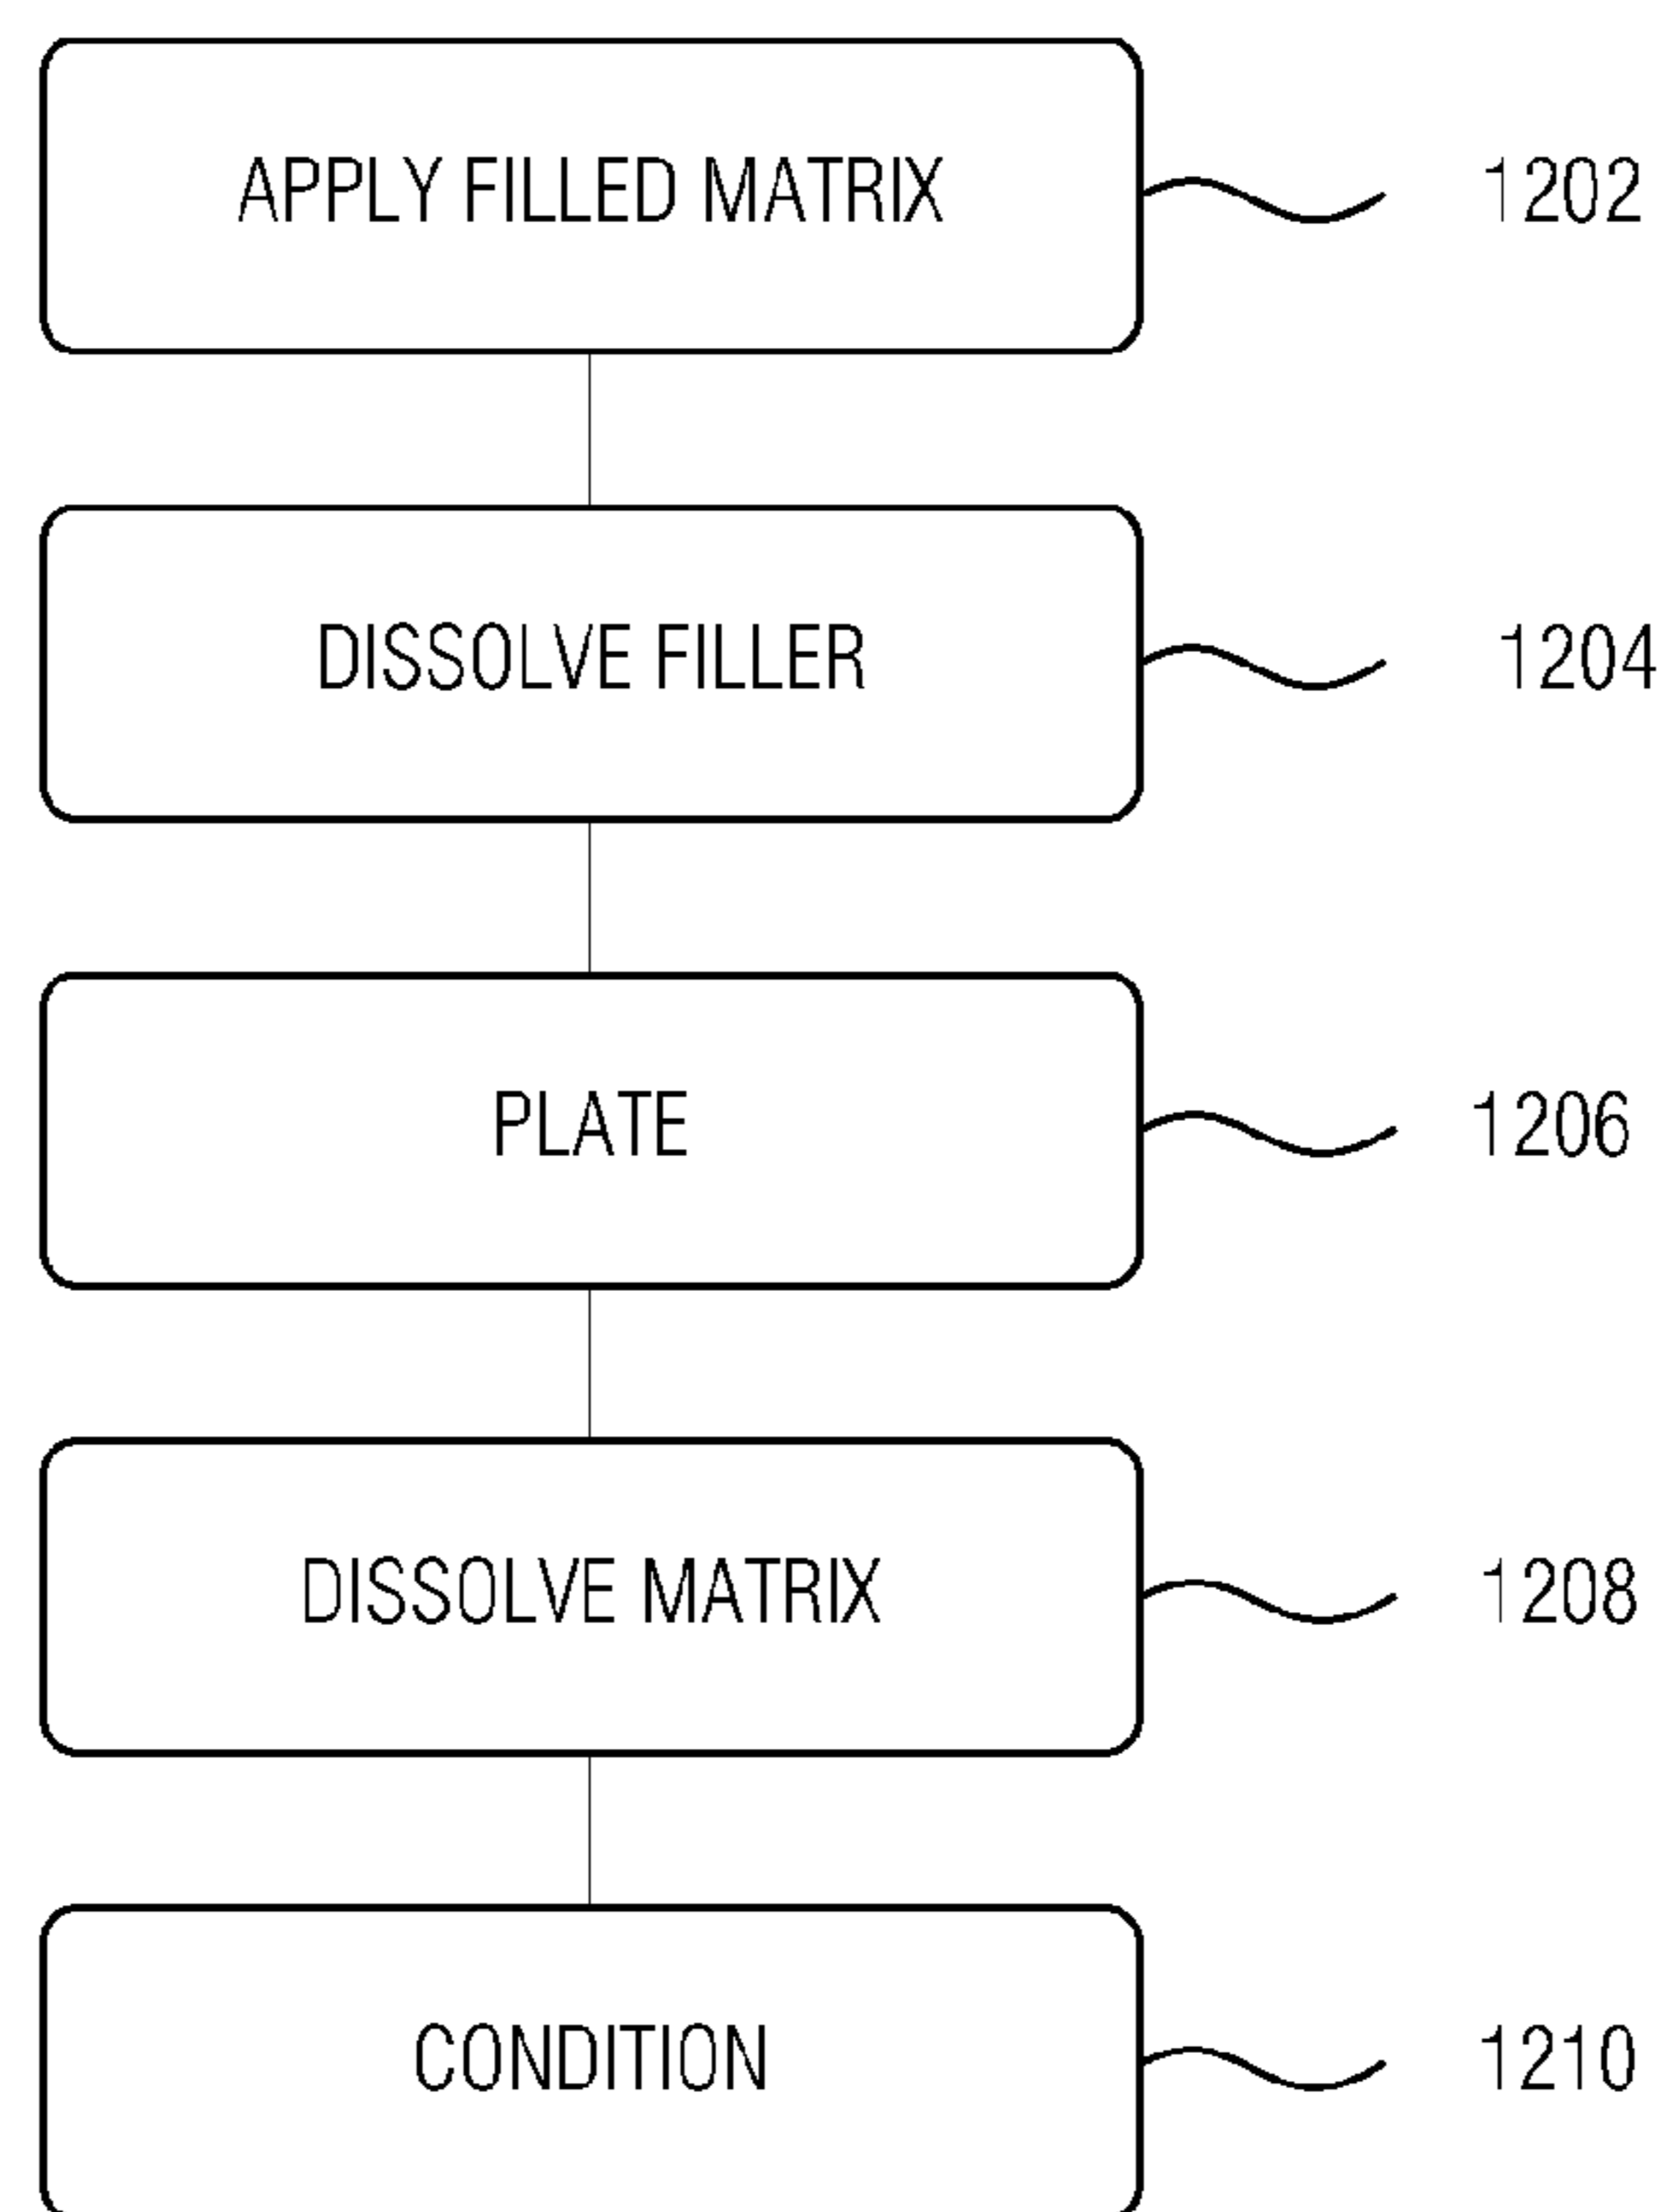 APPLY FILLED MATRIX 1202
DISSOLVE FILLER 1204
PLATE 1206
DISSOLVE MATRIX 1208
CONDITION 1210